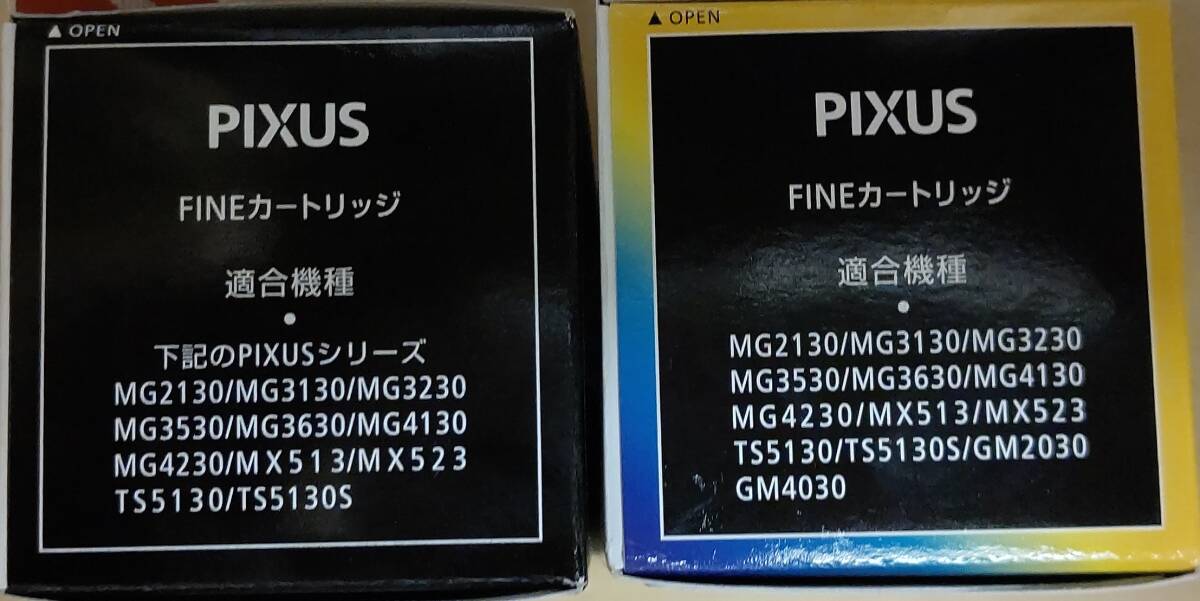 ▲ OPEN
PIXUS
FINEカートリッジ
適合機種
●
下記のPIXUSシリーズ
MG2130/MG3130/MG3230
MG3530/MG3630/MG4130
MG4230/MX513/MX523
TS5130/TS5130S
▲ OPEN
PIXUS
FINEカートリッジ
適合機種
●
MG2130/MG3130/MG3230
MG3530/MG3630/MG4130
MG4230/MX513/MX523
TS5130/TS5130S/GM2030
GM4030